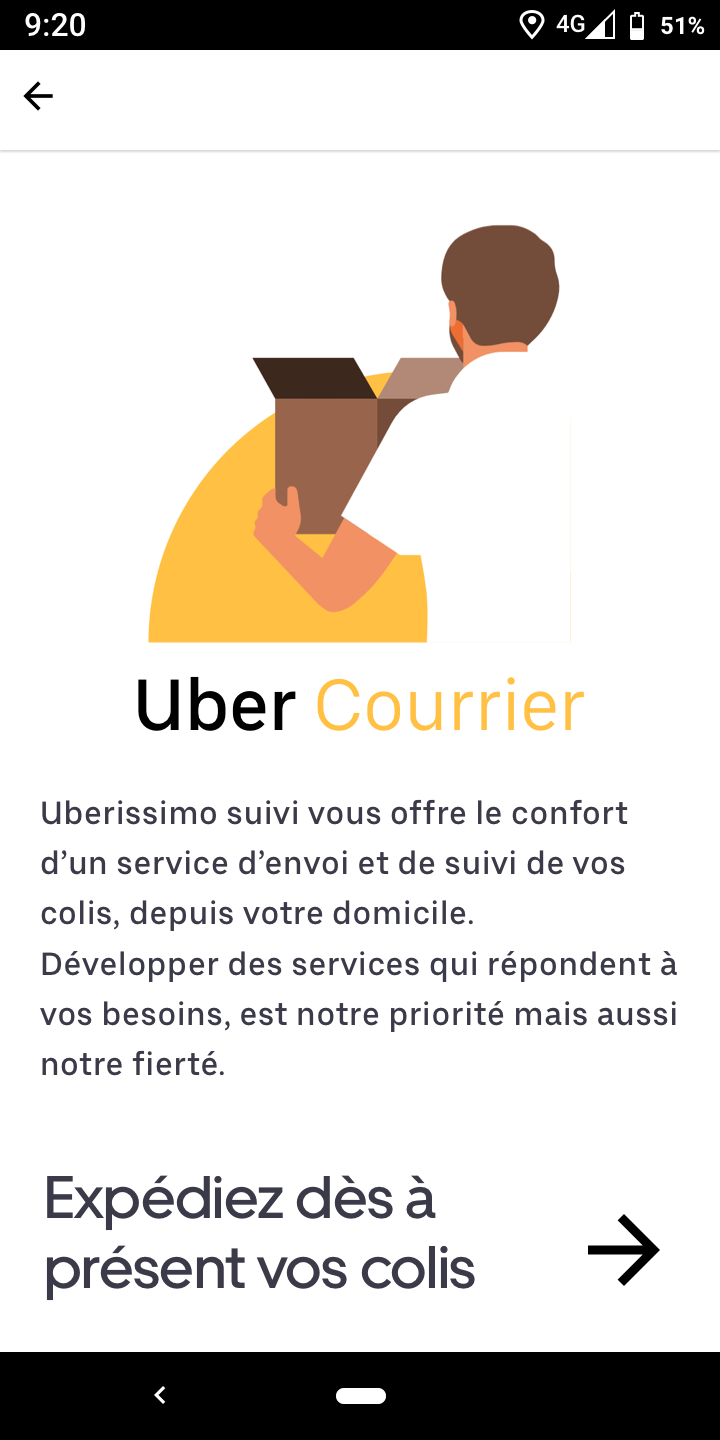 9:20
4G
51%
Uber Courrier
Uberissimo suivi vous offre le confort
d’un service d’envoi et de suivi de vos
colis, depuis votre domicile.
Développer des services qui répondent à
vos besoins, est notre priorité mais aussi
notre fierté.
Expédiez dès à
présent vos colis